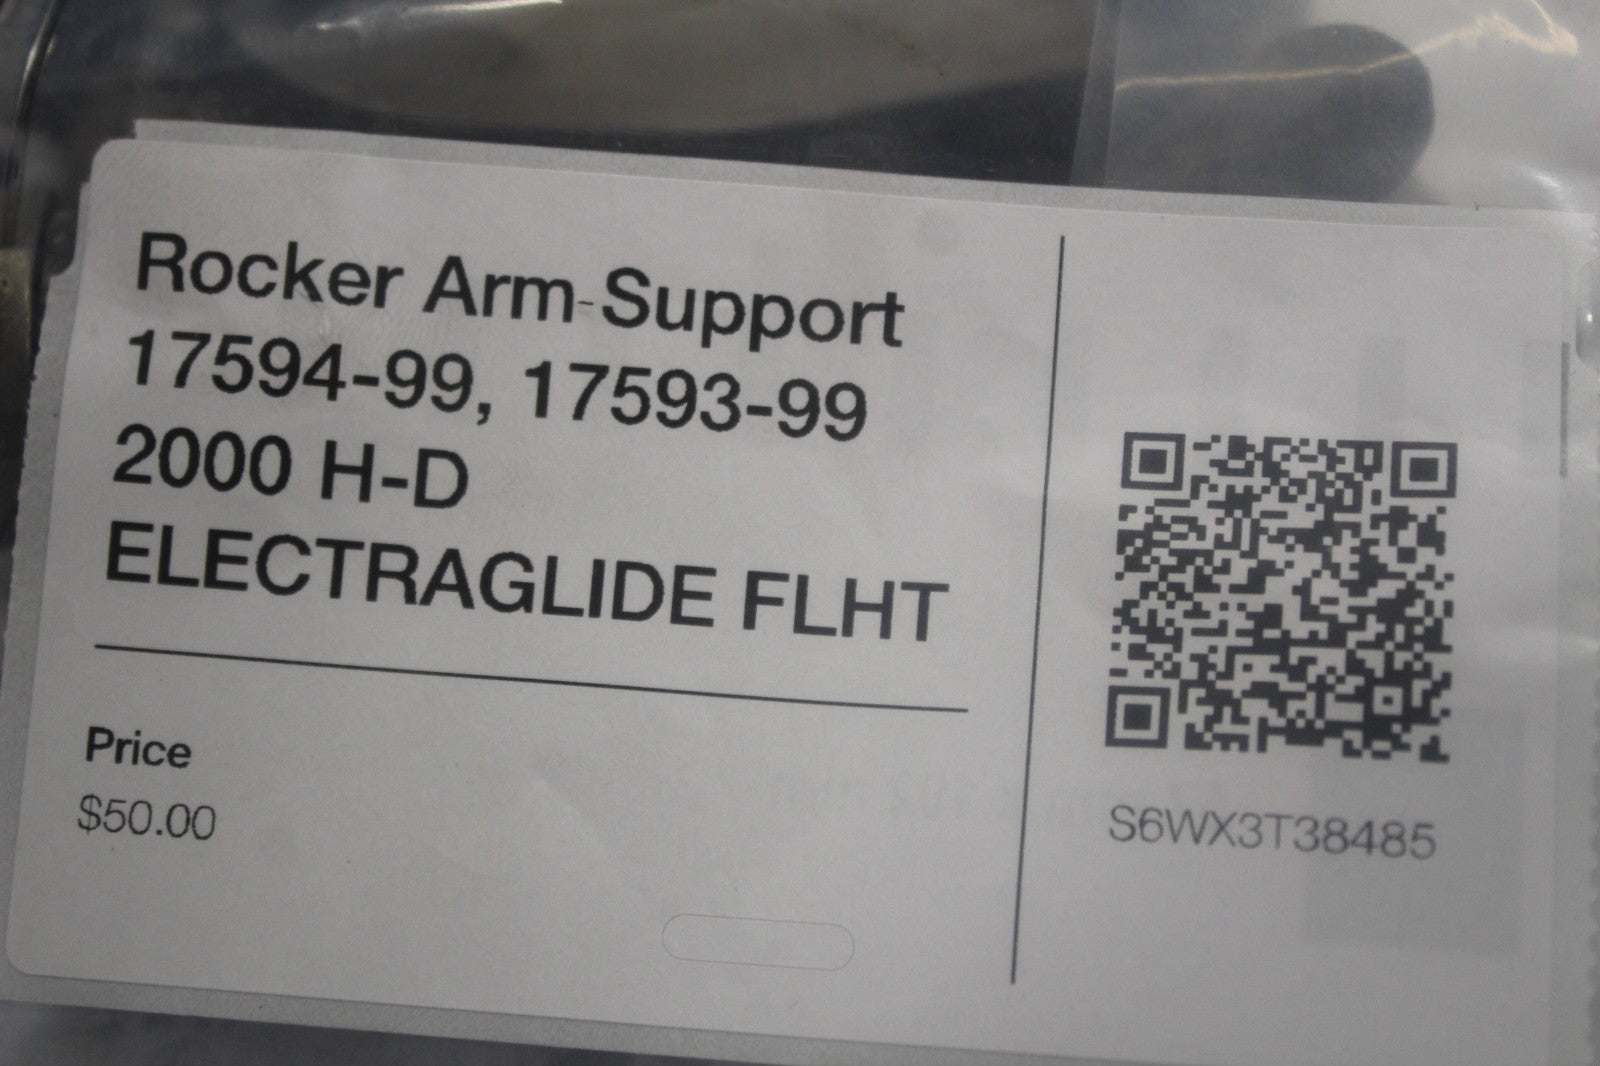 Rocker Arm-Support
17594-99, 17593-99
2000 H-D
ELECTRAGLIDE FLHT
Price
$50.00
S6WX3T38485